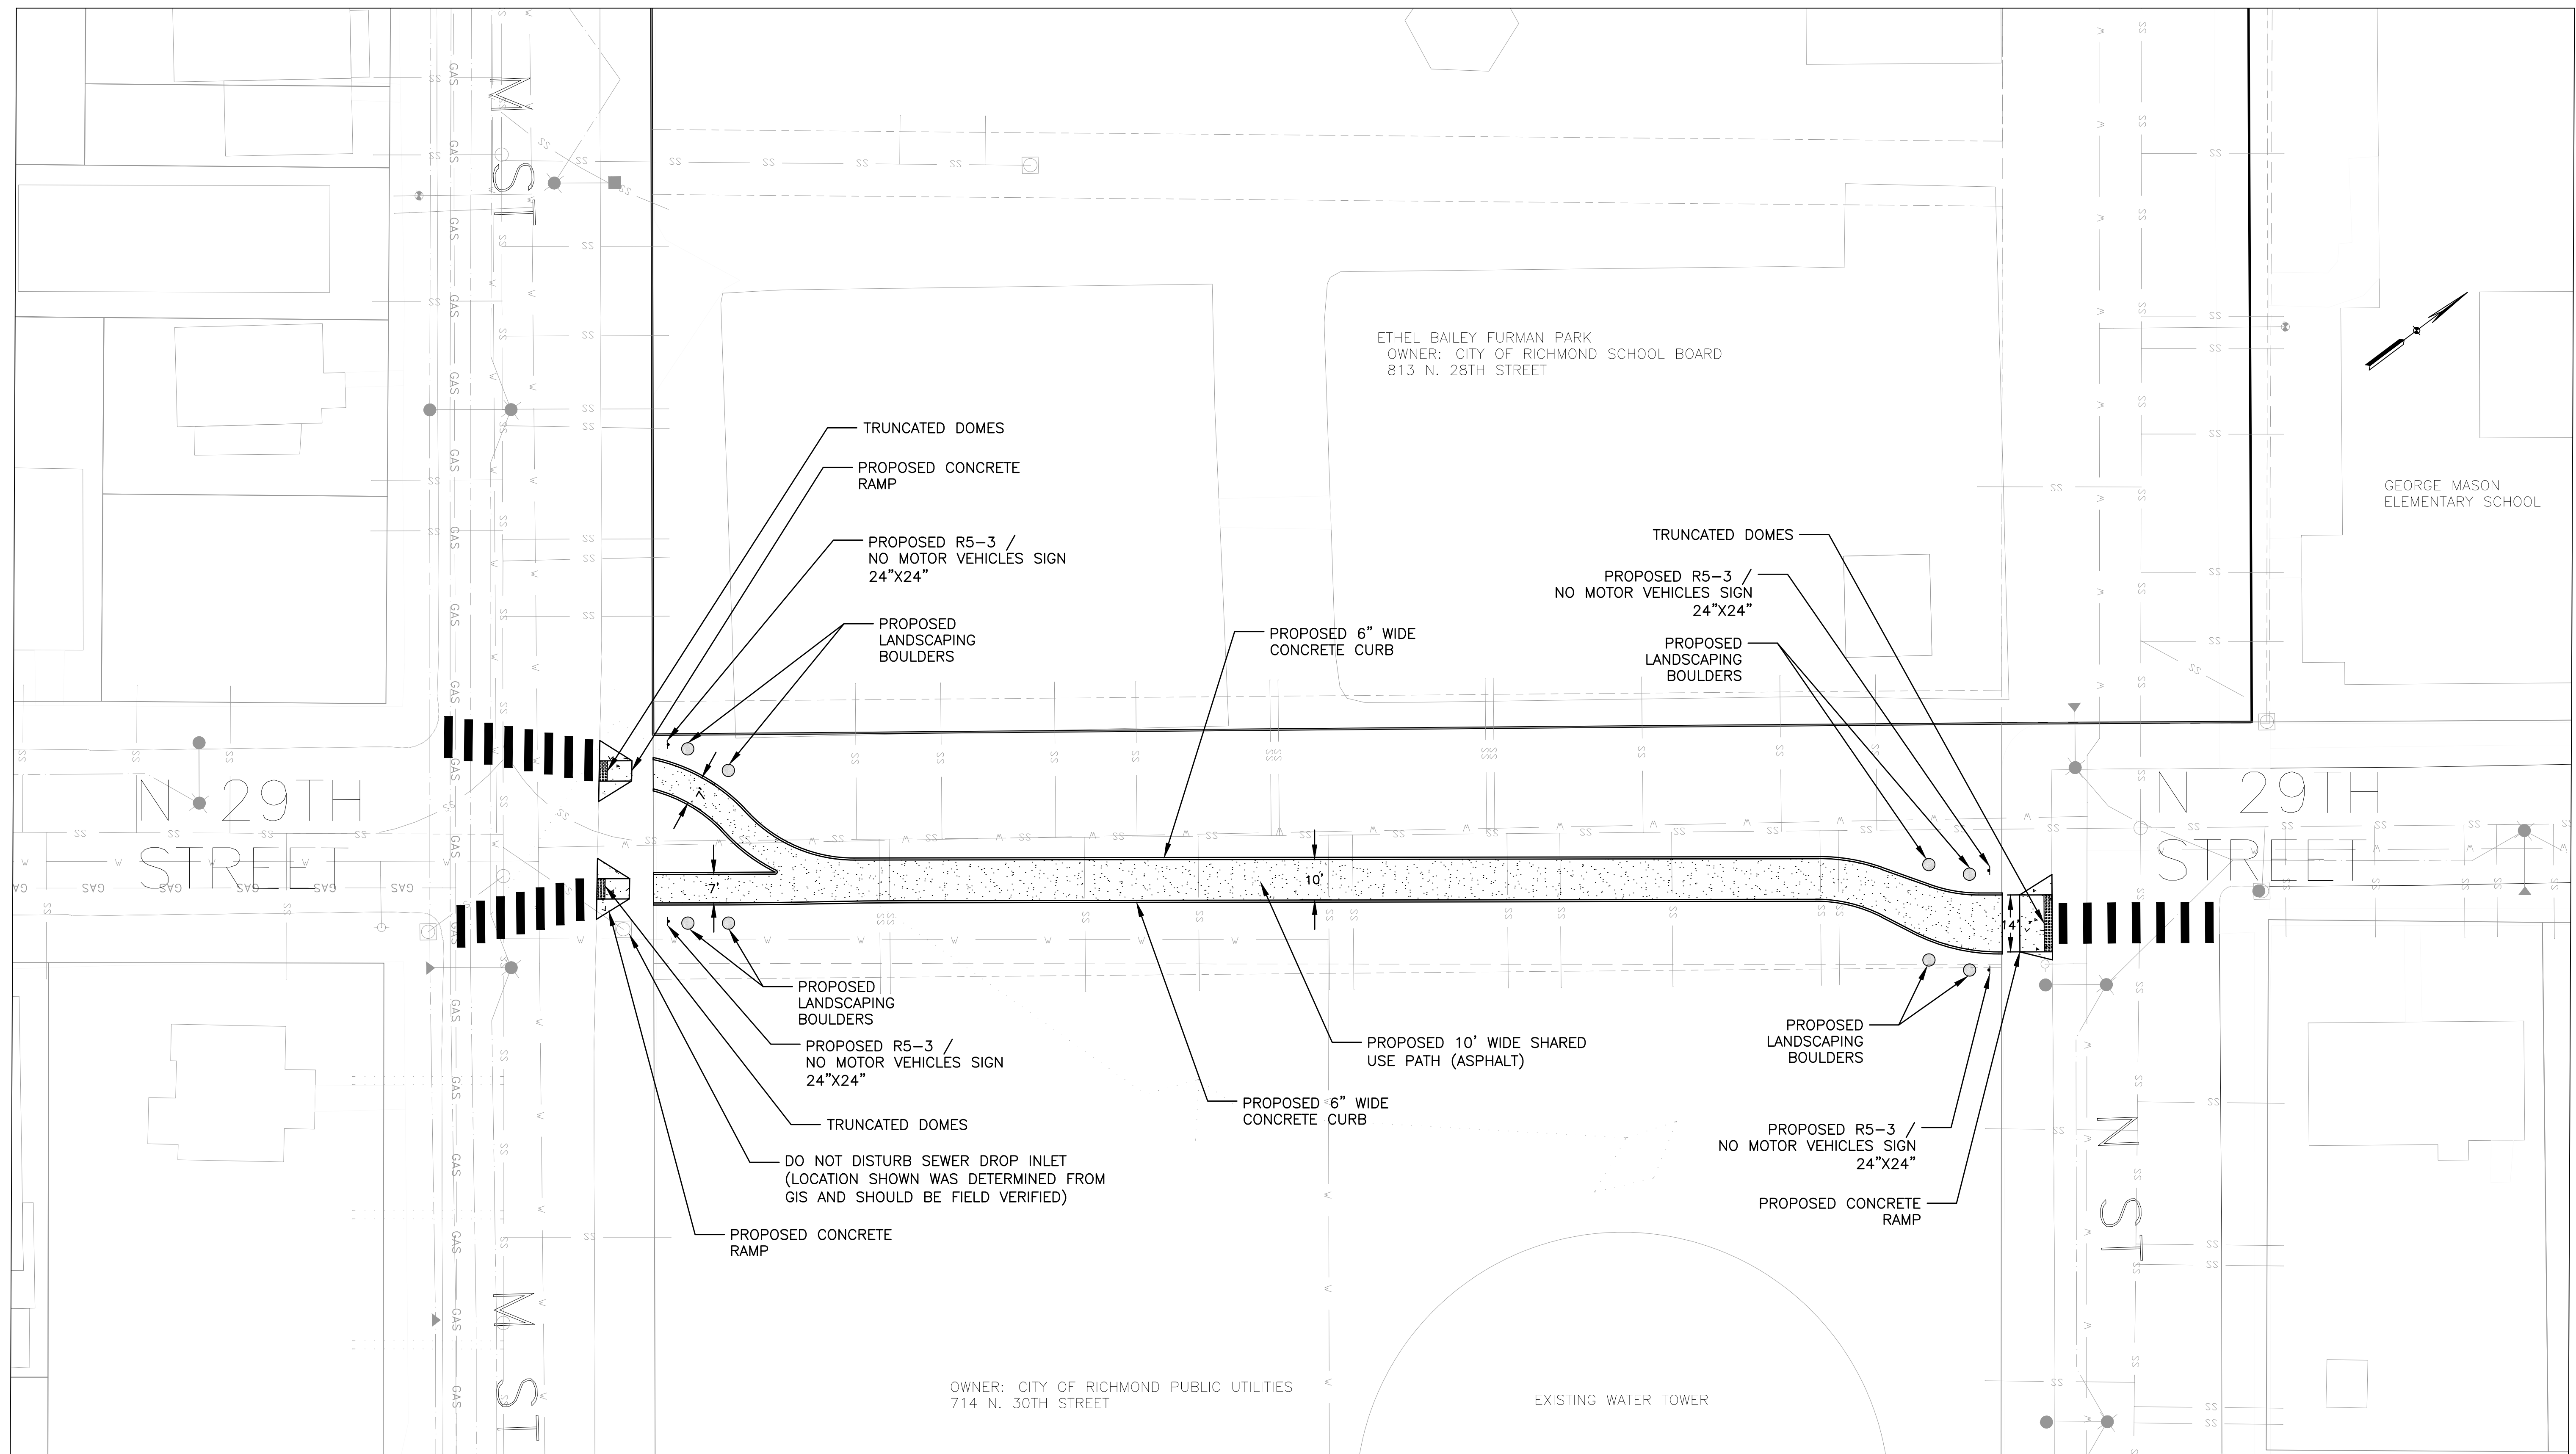 M ST
ETHEL BAILEY FURMAN PARK
OWNER: CITY OF RICHMOND SCHOOL BOARD
813 N. 28TH STREET
GEORGE MASON
ELEMENTARY SCHOOL
TRUNCATED DOMES
PROPOSED CONCRETE
RAMP
PROPOSED R5-3 /
NO MOTOR VEHICLES SIGN
24"X24"
PROPOSED
LANDSCAPING
BOULDERS
PROPOSED 6" WIDE
CONCRETE CURB
TRUNCATED DOMES
PROPOSED R5-3 /
NO MOTOR VEHICLES SIGN
24"X24"
PROPOSED
LANDSCAPING
BOULDERS
N 29TH
STREET
7'
7'
10'
14'
N 29TH
STREET
PROPOSED
LANDSCAPING
BOULDERS
PROPOSED R5-3 /
NO MOTOR VEHICLES SIGN
24"X24"
TRUNCATED DOMES
DO NOT DISTURB SEWER DROP INLET
(LOCATION SHOWN WAS DETERMINED FROM
GIS AND SHOULD BE FIELD VERIFIED)
PROPOSED CONCRETE
RAMP
PROPOSED 10' WIDE SHARED
USE PATH (ASPHALT)
PROPOSED 6" WIDE
CONCRETE CURB
PROPOSED
LANDSCAPING
BOULDERS
PROPOSED R5-3 /
NO MOTOR VEHICLES SIGN
24"X24"
PROPOSED CONCRETE
RAMP
N ST
M ST
OWNER: CITY OF RICHMOND PUBLIC UTILITIES
714 N. 30TH STREET
EXISTING WATER TOWER
GAS
SS
W